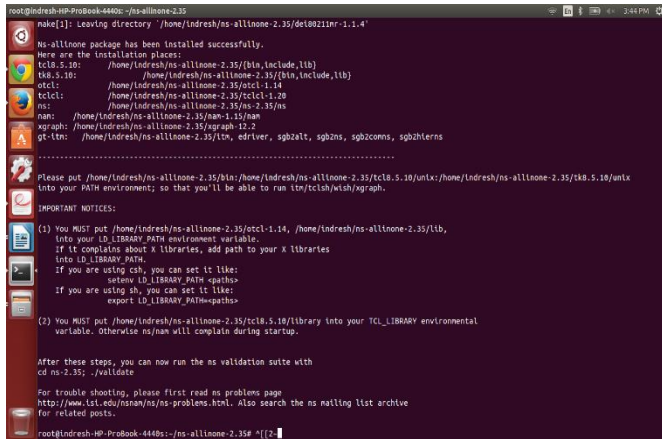 root@indresh-HP-ProBook-4440s: ~/ns-allinone-2.35
En
3:44 PM
make[1]: Leaving directory `/home/indresh/ns-allinone-2.35/dei80211mr-1.1.4'
Ns-allinone package has been installed successfully.
Here are the installation places:
tcl8.5.10: /home/indresh/ns-allinone-2.35/{bin,include,lib}
tk8.5.10: /home/indresh/ns-allinone-2.35/{bin,include,lib}
otcl: /home/indresh/ns-allinone-2.35/otcl-1.14
tclcl: /home/indresh/ns-allinone-2.35/tclcl-1.20
ns: /home/indresh/ns-allinone-2.35/ns-2.35/ns
nam: /home/indresh/ns-allinone-2.35/nam-1.15/nam
xgraph: /home/indresh/ns-allinone-2.35/xgraph-12.2
gt-itm: /home/indresh/ns-allinone-2.35/itm, edriver, sgb2alt, sgb2ns, sgb2comns, sgb2hierns
----------------------------------------------------------------------------------
Please put /home/indresh/ns-allinone-2.35/bin:/home/indresh/ns-allinone-2.35/tcl8.5.10/unix:/home/indresh/ns-allinone-2.35/tk8.5.10/unix
into your PATH environment; so that you'll be able to run itm/tclsh/wish/xgraph.
IMPORTANT NOTICES:
(1) You MUST put /home/indresh/ns-allinone-2.35/otcl-1.14, /home/indresh/ns-allinone-2.35/lib,
into your LD_LIBRARY_PATH environment variable.
If it complains about X libraries, add path to your X libraries
into LD_LIBRARY_PATH.
If you are using csh, you can set it like:
setenv LD_LIBRARY_PATH <paths>
If you are using sh, you can set it like:
export LD_LIBRARY_PATH=<paths>
(2) You MUST put /home/indresh/ns-allinone-2.35/tcl8.5.10/library into your TCL_LIBRARY environmental
variable. Otherwise ns/nam will complain during startup.
After these steps, you can now run the ns validation suite with
cd ns-2.35; ./validate
For trouble shooting, please first read ns problems page
http://www.isi.edu/nsnam/ns/ns-problems.html. Also search the ns mailing list archive
for related posts.
root@indresh-HP-ProBook-4440s:~/ns-allinone-2.35# ^[[2~